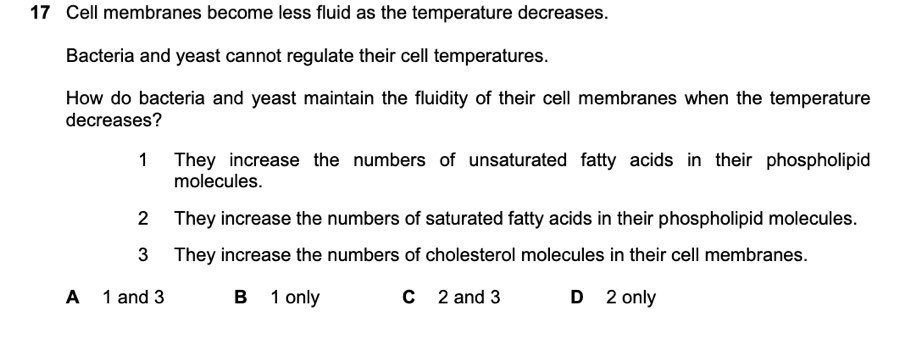 17 Cell membranes become less fluid as the temperature decreases.
Bacteria and yeast cannot regulate their cell temperatures.
How do bacteria and yeast maintain the fluidity of their cell membranes when the temperature
decreases?
1 They increase the numbers of unsaturated fatty acids in their phospholipid
molecules.
2 They increase the numbers of saturated fatty acids in their phospholipid molecules.
3 They increase the numbers of cholesterol molecules in their cell membranes.
A 1 and 3 B 1 only C 2 and 3 D 2 only